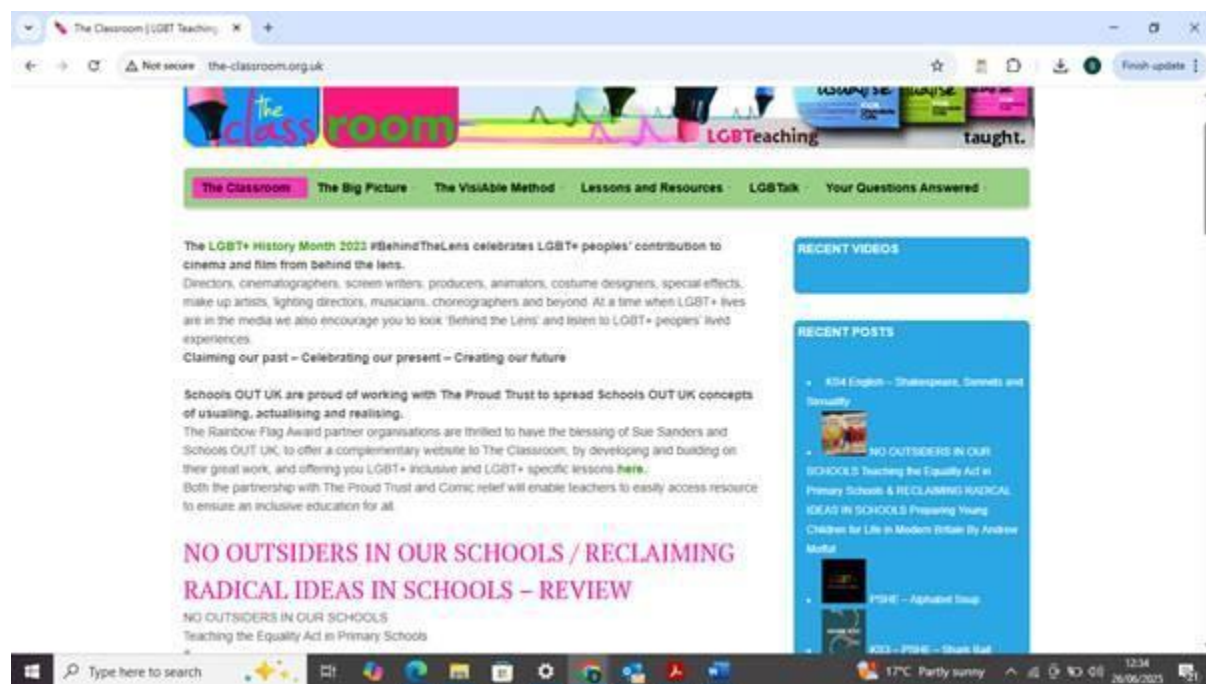 The Classroom | LGBT Teaching
Not secure the-classroom.org.uk
Finish update
the
classroom
usualyse
LGBTeaching
taught.
The Classroom The Big Picture The VisiAble Method Lessons and Resources LGBTalk Your Questions Answered
The LGBT+ History Month 2023 #BehindTheLens celebrates LGBT+ peoples' contribution to
cinema and film from behind the lens.
Directors, cinematographers, screen writers, producers, animators, costume designers, special effects,
make up artists, lighting directors, musicians, choreographers and beyond. At a time when LGBT+ lives
are in the media we also encourage you to look 'Behind the Lens' and listen to LGBT+ peoples' lived
experiences.
Claiming our past – Celebrating our present – Creating our future
Schools OUT UK are proud of working with The Proud Trust to spread Schools OUT UK concepts
of usualing, actualising and realising.
The Rainbow Flag Award partner organisations are thrilled to have the blessing of Sue Sanders and
Schools OUT UK, to offer a complementary website to The Classroom, by developing and building on
their great work, and offering you LGBT+ inclusive and LGBT+ specific lessons here.
Both the partnership with The Proud Trust and Comic relief will enable teachers to easily access resource
to ensure an inclusive education for all.
NO OUTSIDERS IN OUR SCHOOLS / RECLAIMING
RADICAL IDEAS IN SCHOOLS – REVIEW
NO OUTSIDERS IN OUR SCHOOLS
Teaching the Equality Act in Primary Schools
RECENT VIDEOS
RECENT POSTS
KS4 English – Shakespeare, Sonnets and
Sexuality
NO OUTSIDERS IN OUR
SCHOOLS Teaching the Equality Act in
Primary Schools & RECLAIMING RADICAL
IDEAS IN SCHOOLS Preparing Young
Children for Life in Modern Britain By Andrew
Moffat
PSHE – Alphabet Soup
KS3 – PSHE – Shark Bait
Type here to search
17°C Partly sunny
12:34
26/06/2025